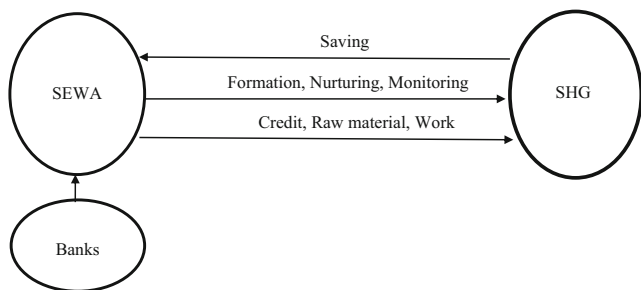 Saving
SEWA
Formation, Nurturing, Monitoring
SHG
Credit, Raw material, Work
Banks